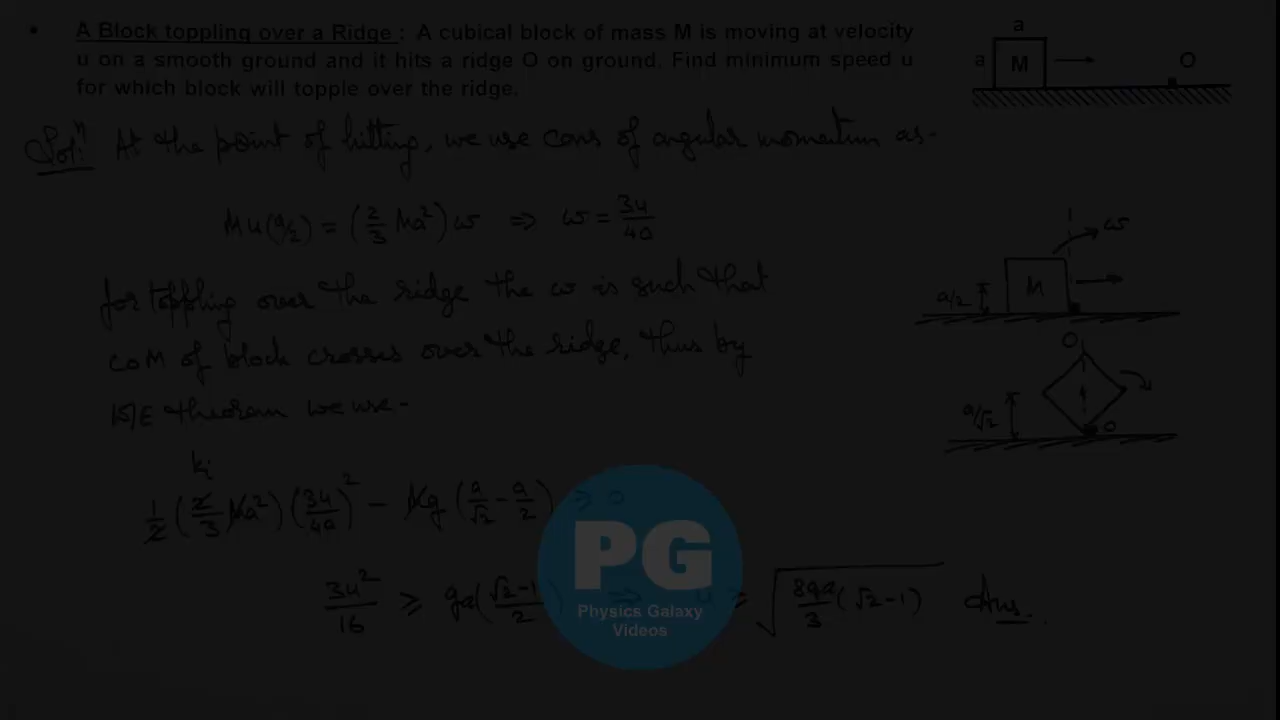 • A Block toppling over a Ridge : A cubical block of mass M is moving at velocity
u on a smooth ground and it hits a ridge O on ground. Find minimum speed u
for which block will topple over the ridge.
a
a M O
Solⁿ: At the point of hitting, we use cons of angular momentum as-
Mu(a/2) = (2/3 Ma²) ω ⇒ ω = 3u/4a
ω
a/2 M
for toppling over the ridge the ω is such that
O
COM of block crosses over the ridge, thus by
W/E theorem we use-
a/√2 O
ki
1/2 (2/3 Ma²) (3u/4a)² - Mg (a/√2 - a/2) ≥ 0
3u²/16 ≥ ga(√2-1/2) ⇒ u ≥ √(8ga/3 (√2-1)) Ans.
PG
Physics Galaxy
Videos